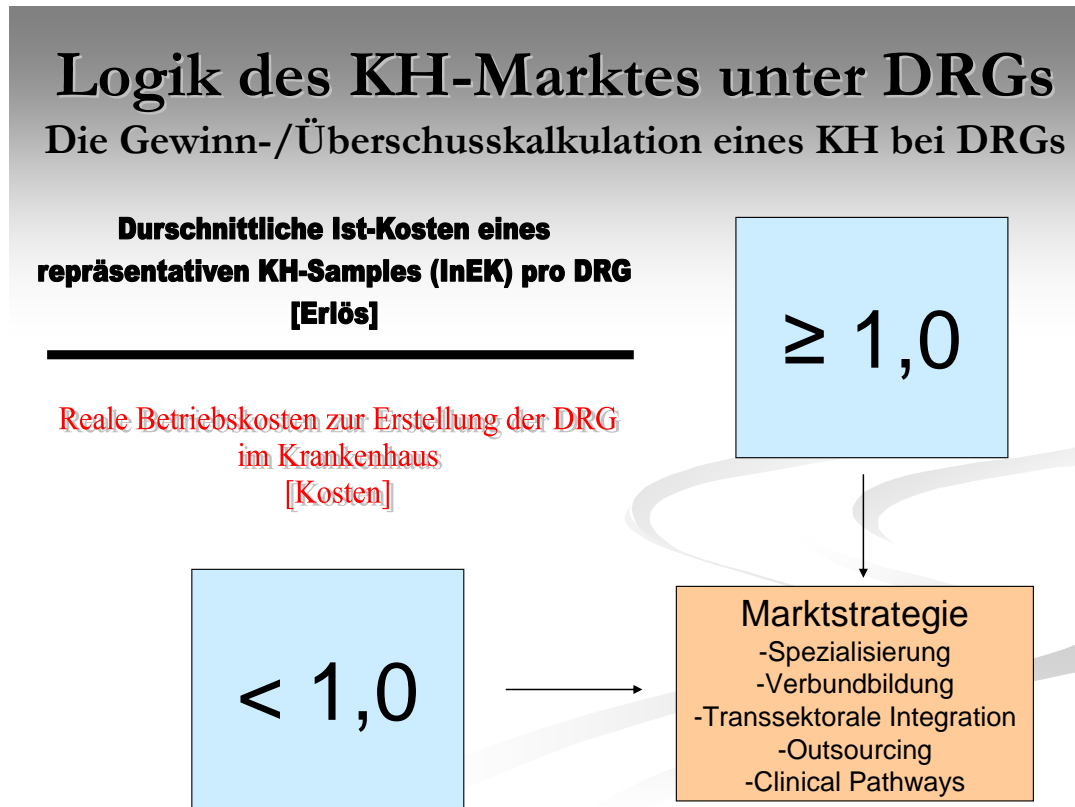 Logik des KH-Marktes unter DRGs
Die Gewinn-/Überschusskalkulation eines KH bei DRGs
Durschnittliche Ist-Kosten eines
repräsentativen KH-Samples (InEK) pro DRG
[Erlös]
Reale Betriebskosten zur Erstellung der DRG
im Krankenhaus
[Kosten]
≥ 1,0
< 1,0
Marktstrategie
-Spezialisierung
-Verbundbildung
-Transsektorale Integration
-Outsourcing
-Clinical Pathways